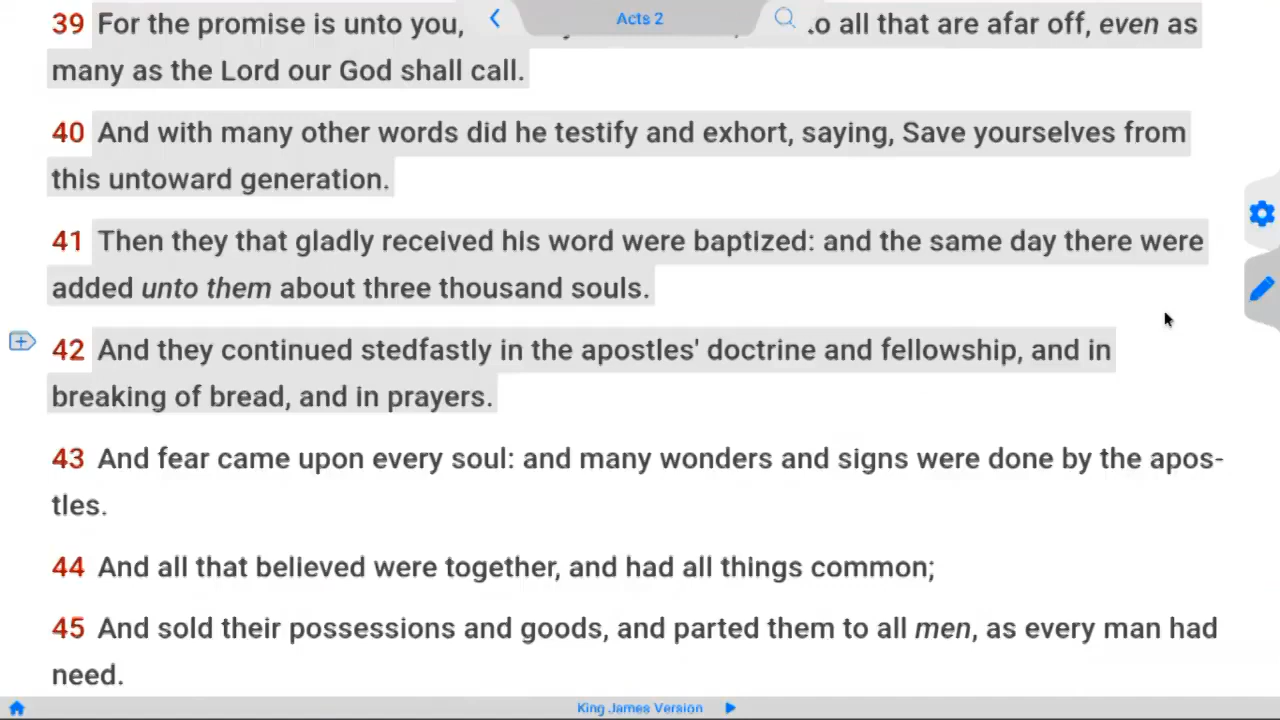 39 For the promise is unto you,
Acts 2
to all that are afar off, even as
many as the Lord our God shall call.
40 And with many other words did he testify and exhort, saying, Save yourselves from
this untoward generation.
41 Then they that gladly received his word were baptized: and the same day there were
added unto them about three thousand souls.
42 And they continued stedfastly in the apostles' doctrine and fellowship, and in
breaking of bread, and in prayers.
43 And fear came upon every soul: and many wonders and signs were done by the apos-
tles.
44 And all that believed were together, and had all things common;
45 And sold their possessions and goods, and parted them to all men, as every man had
need.
King James Version